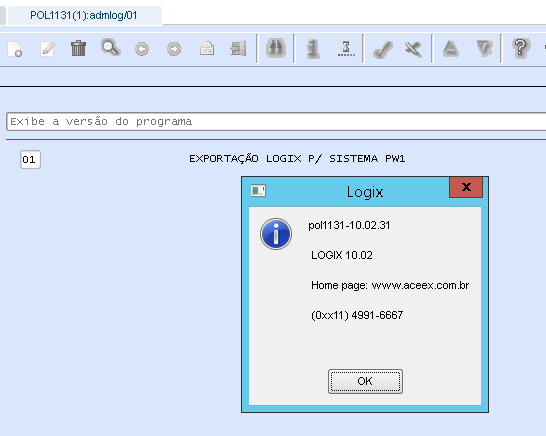 POL1131(1):admlog/01
Exibe a versão do programa
01
EXPORTAÇÃO LOGIX P/ SISTEMA PW1
Logix
x
pol1131-10.02.31
LOGIX 10.02
Home page: www.aceex.com.br
(0xx11) 4991-6667
OK